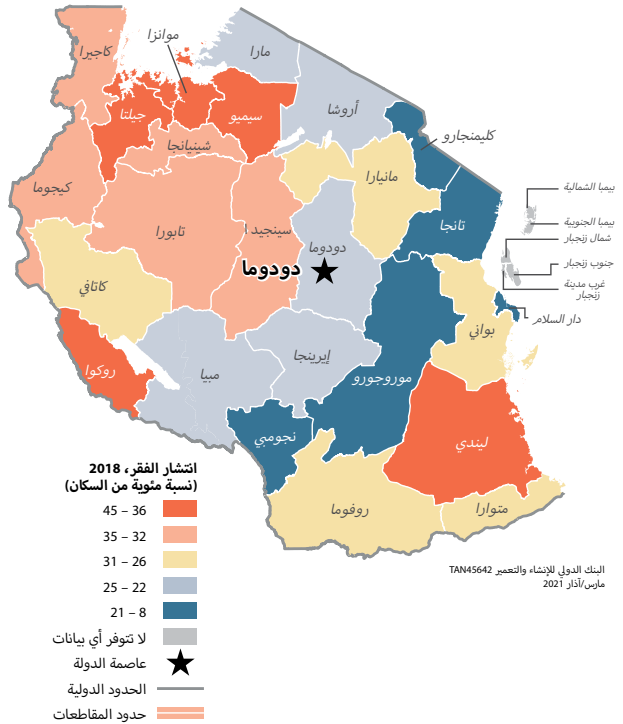 موانزا
كاجيرا
مارا
أروشا
جيلتا
سيميو
كليمنجارو
شينيانجا
كيجوما
مانيارا
تابورا
سينجيدا
تانجا
دودوما
دودوما
كاتافي
بيمبا الشمالية
بيمبا الجنوبية
شمال زنجبار
جنوب زنجبار
غرب مدينة
زنجبار
دار السلام
بواني
إيرينجا
مبيا
روكوا
موروجورو
نجومبي
ليندي
روفوما
متوارا
انتشار الفقر، 2018
(نسبة مئوية من السكان)
36 – 45
32 – 35
26 – 31
22 – 25
8 – 21
لا تتوفر أي بيانات
عاصمة الدولة
الحدود الدولية
حدود المقاطعات
البنك الدولي للإنشاء والتعمير TAN45642
مارس/آذار 2021